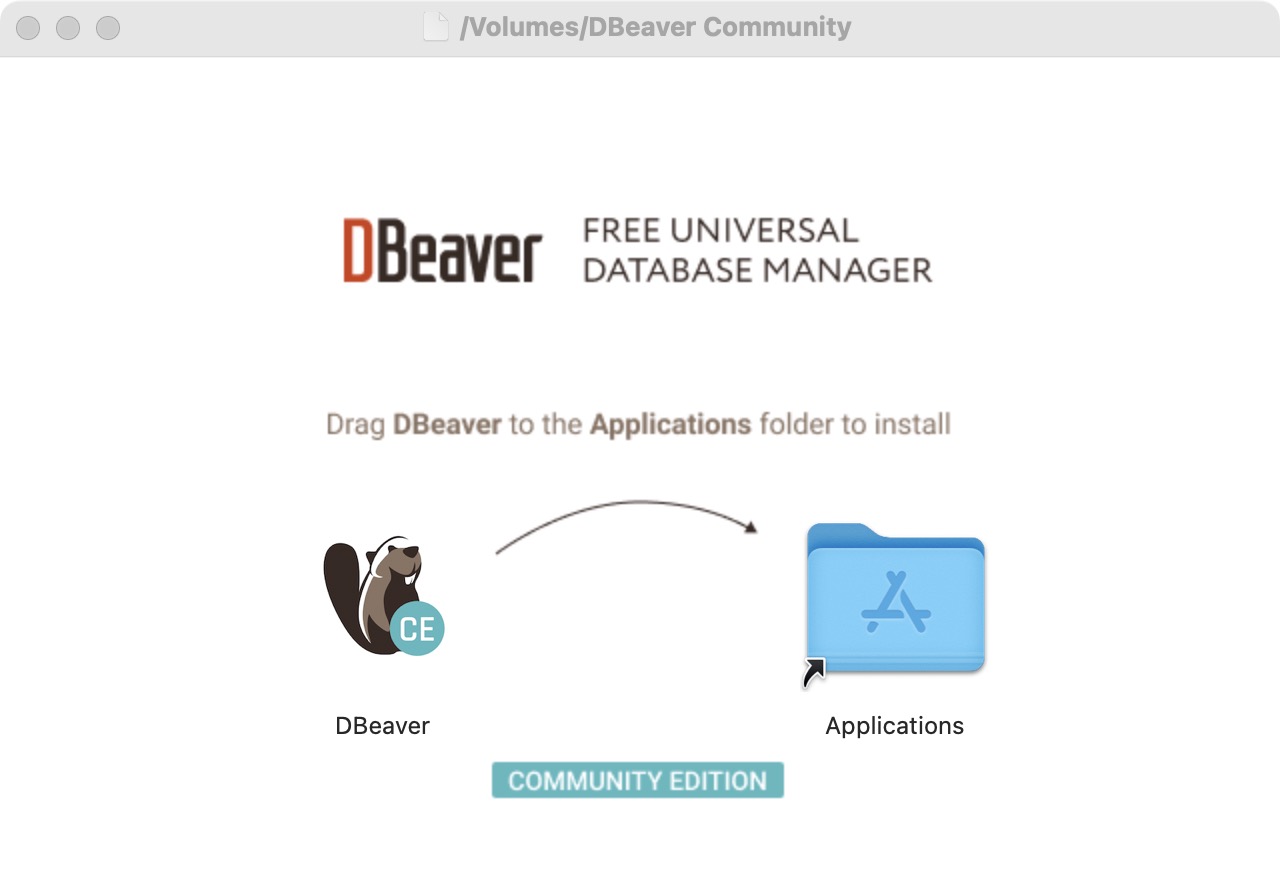 /Volumes/DBeaver Community
DBeaver
FREE UNIVERSAL
DATABASE MANAGER
Drag DBeaver to the Applications folder to install
CE
DBeaver
Applications
COMMUNITY EDITION